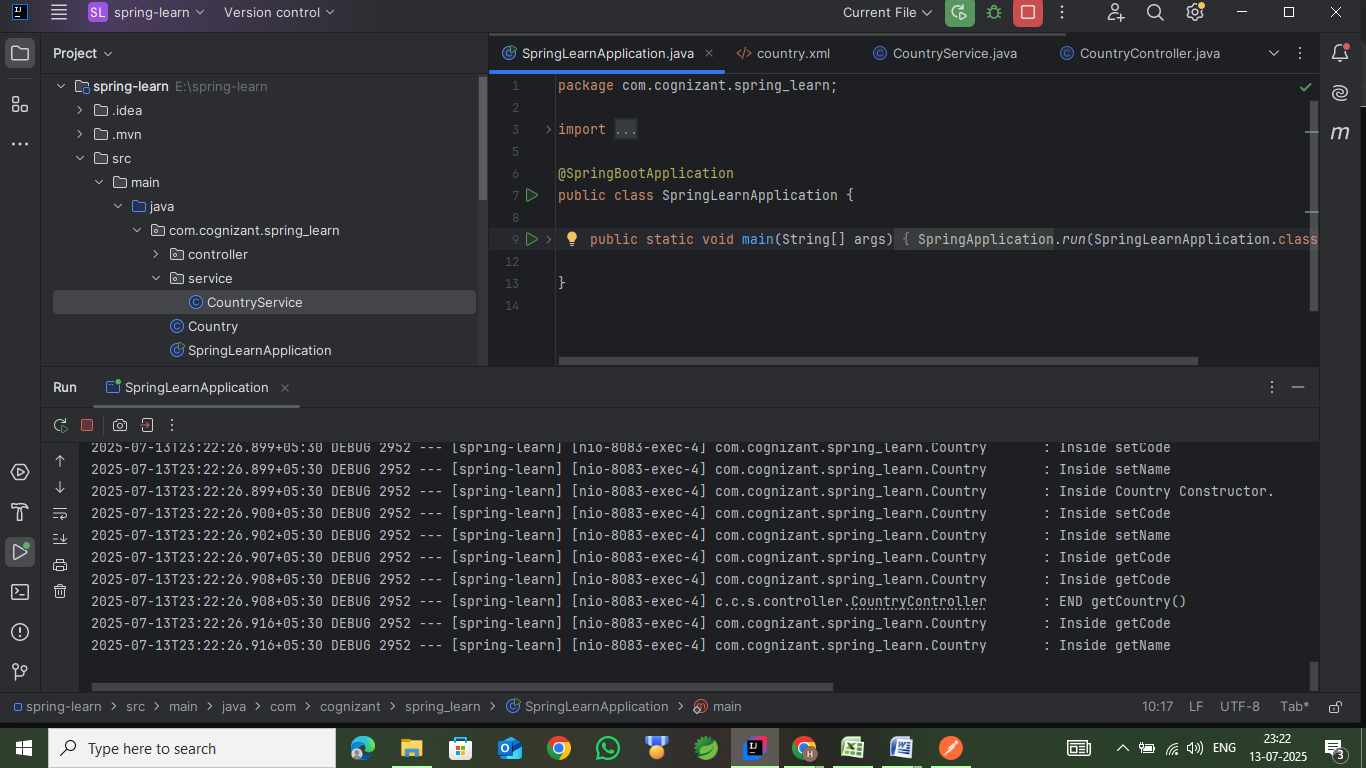 SL spring-learn Version control Current File
Project
spring-learn E:\spring-learn
.idea
.mvn
src
main
java
com.cognizant.spring_learn
controller
service
CountryService
Country
SpringLearnApplication
SpringLearnApplication.java country.xml CountryService.java CountryController.java
1 package com.cognizant.spring_learn;
2
3 import ...
5
6 @SpringBootApplication
7 public class SpringLearnApplication {
8
9 public static void main(String[] args) { SpringApplication.run(SpringLearnApplication.class
12
13 }
14
m
Run SpringLearnApplication
2025-07-13T23:22:26.899+05:30 DEBUG 2952 --- [spring-learn] [nio-8083-exec-4] com.cognizant.spring_learn.Country : Inside setCode
2025-07-13T23:22:26.899+05:30 DEBUG 2952 --- [spring-learn] [nio-8083-exec-4] com.cognizant.spring_learn.Country : Inside setName
2025-07-13T23:22:26.899+05:30 DEBUG 2952 --- [spring-learn] [nio-8083-exec-4] com.cognizant.spring_learn.Country : Inside Country Constructor.
2025-07-13T23:22:26.900+05:30 DEBUG 2952 --- [spring-learn] [nio-8083-exec-4] com.cognizant.spring_learn.Country : Inside setCode
2025-07-13T23:22:26.902+05:30 DEBUG 2952 --- [spring-learn] [nio-8083-exec-4] com.cognizant.spring_learn.Country : Inside setName
2025-07-13T23:22:26.907+05:30 DEBUG 2952 --- [spring-learn] [nio-8083-exec-4] com.cognizant.spring_learn.Country : Inside getCode
2025-07-13T23:22:26.908+05:30 DEBUG 2952 --- [spring-learn] [nio-8083-exec-4] com.cognizant.spring_learn.Country : Inside getCode
2025-07-13T23:22:26.908+05:30 DEBUG 2952 --- [spring-learn] [nio-8083-exec-4] c.c.s.controller.CountryController : END getCountry()
2025-07-13T23:22:26.916+05:30 DEBUG 2952 --- [spring-learn] [nio-8083-exec-4] com.cognizant.spring_learn.Country : Inside getCode
2025-07-13T23:22:26.916+05:30 DEBUG 2952 --- [spring-learn] [nio-8083-exec-4] com.cognizant.spring_learn.Country : Inside getName
spring-learn > src > main > java > com > cognizant > spring_learn > SpringLearnApplication > main 10:17 LF UTF-8 Tab*
Type here to search
ENG
23:22
13-07-2025
3